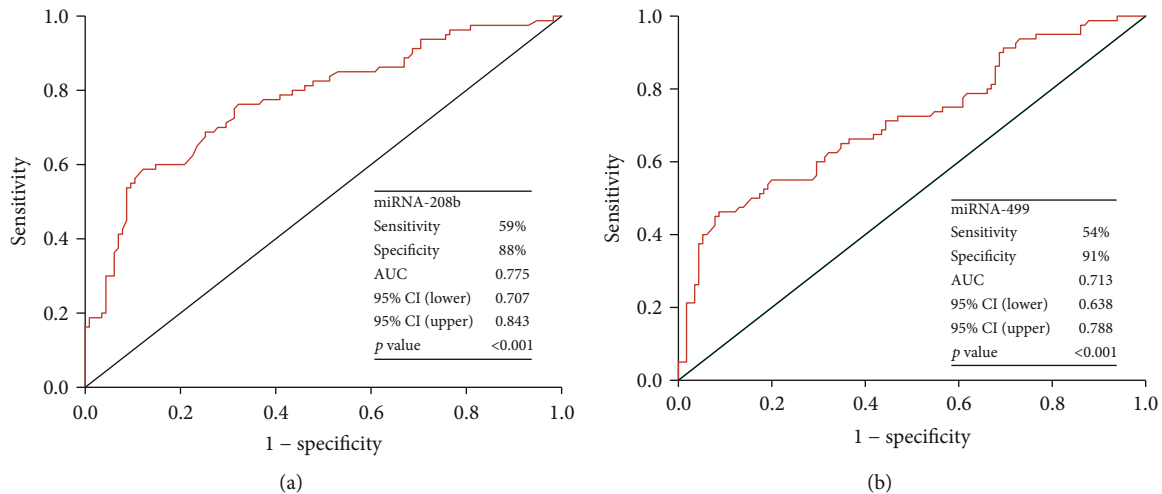 1.0
0.8
0.6
0.4
0.2
0.0
Sensitivity
0.0 0.2 0.4 0.6 0.8 1.0
1 − specificity
miRNA-208b
Sensitivity 59%
Specificity 88%
AUC 0.775
95% CI (lower) 0.707
95% CI (upper) 0.843
p value <0.001
(a)
1.0
0.8
0.6
0.4
0.2
0.0
Sensitivity
0.0 0.2 0.4 0.6 0.8 1.0
1 − specificity
miRNA-499
Sensitivity 54%
Specificity 91%
AUC 0.713
95% CI (lower) 0.638
95% CI (upper) 0.788
p value <0.001
(b)